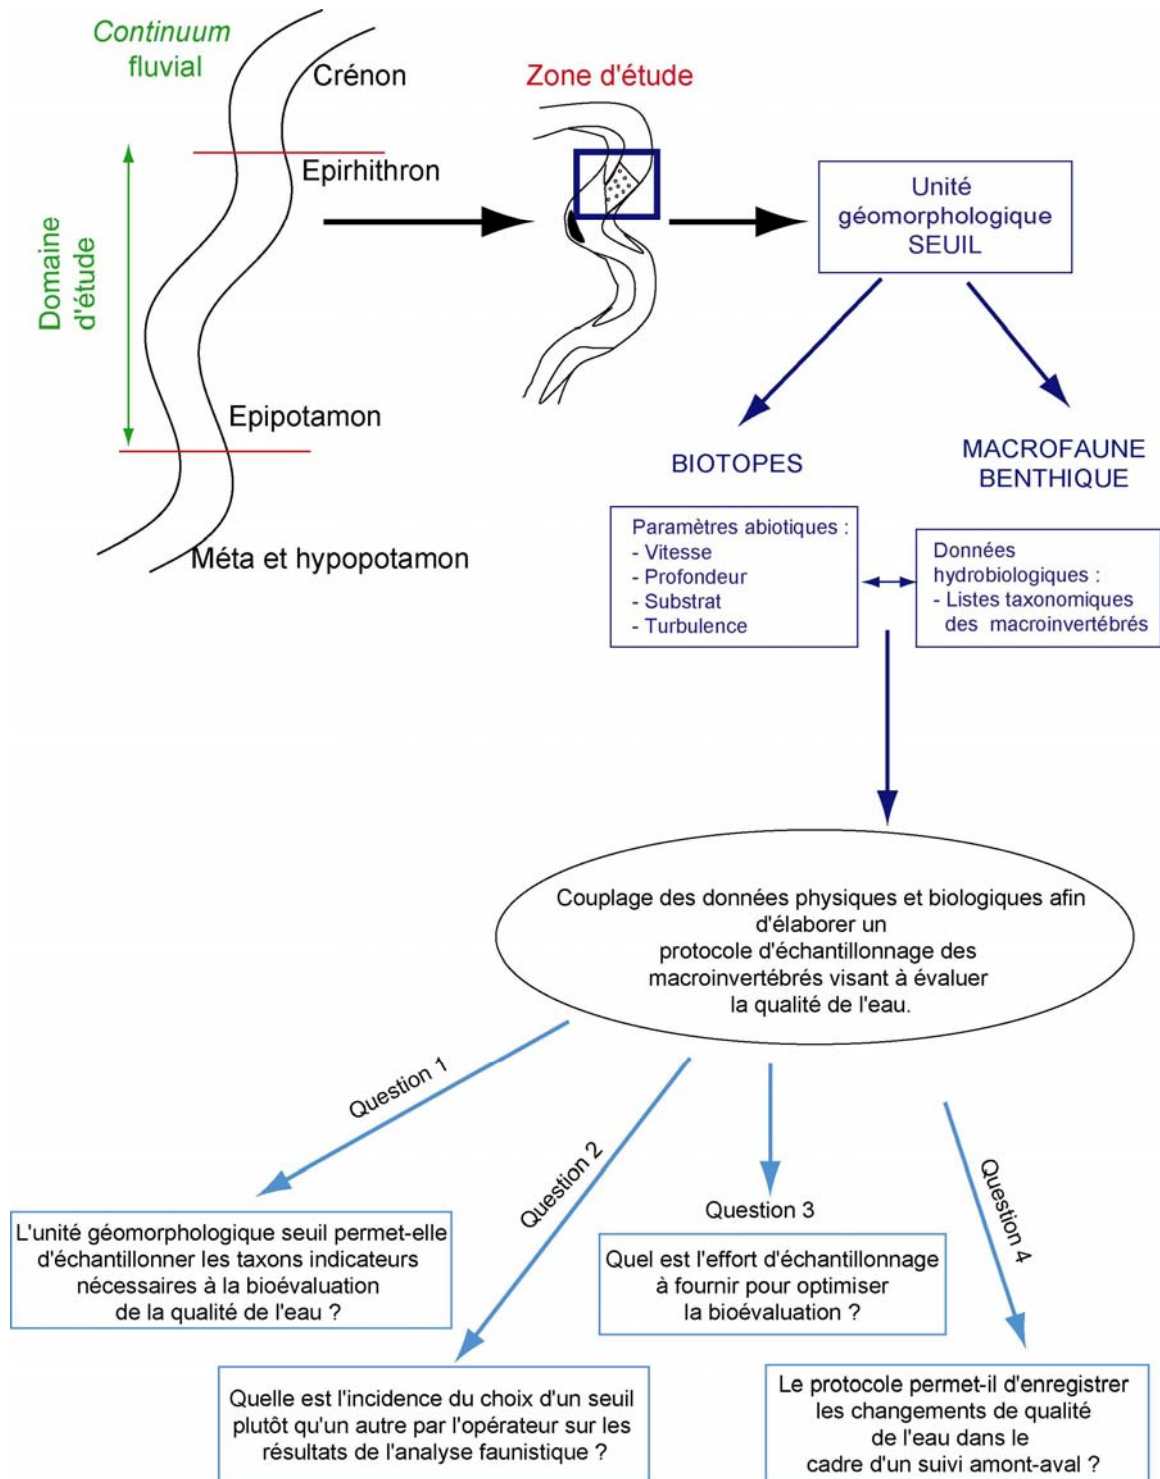 Continuum
fluvial
Crénon
Zone d'étude
Epirhithron
Domaine
d'étude
Epipotamon
Méta et hypopotamon
Unité
géomorphologique
SEUIL
BIOTOPES
MACROFAUNE
BENTHIQUE
Paramètres abiotiques :
- Vitesse
- Profondeur
- Substrat
- Turbulence
Données
hydrobiologiques :
- Listes taxonomiques
des macroinvertébrés
Couplage des données physiques et biologiques afin
d'élaborer un
protocole d'échantillonnage des
macroinvertébrés visant à évaluer
la qualité de l'eau.
Question 1
L'unité géomorphologique seuil permet-elle
d'échantillonner les taxons indicateurs
nécessaires à la bioévaluation
de la qualité de l'eau ?
Question 2
Quelle est l'incidence du choix d'un seuil
plutôt qu'un autre par l'opérateur sur les
résultats de l'analyse faunistique ?
Question 3
Quel est l'effort d'échantillonnage
à fournir pour optimiser
la bioévaluation ?
Question 4
Le protocole permet-il d'enregistrer
les changements de qualité
de l'eau dans le
cadre d'un suivi amont-aval ?